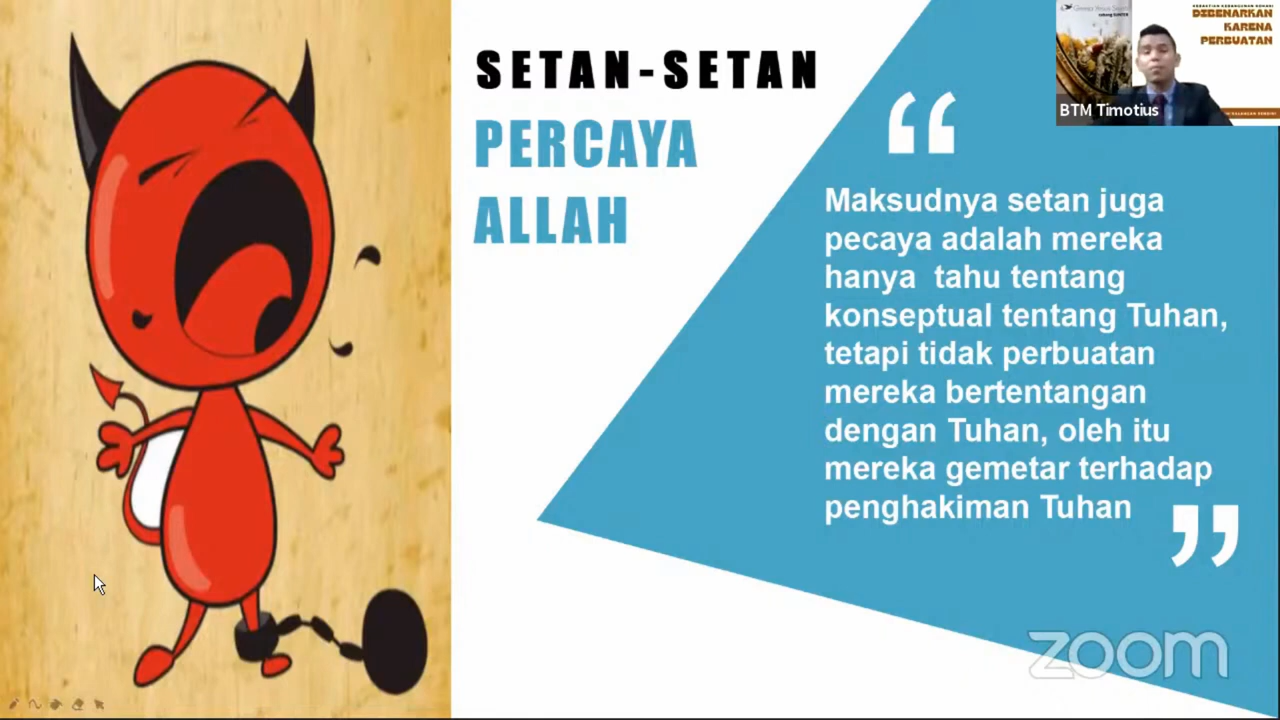 SETAN-SETAN
PERCAYA
ALLAH
“
Maksudnya setan juga
pecaya adalah mereka
hanya tahu tentang
konseptual tentang Tuhan,
tetapi tidak perbuatan
mereka bertentangan
dengan Tuhan, oleh itu
mereka gemetar terhadap
penghakiman Tuhan
”
DIBENARKAN
KARENA
PERBUATAN
BTM Timotius
zoom